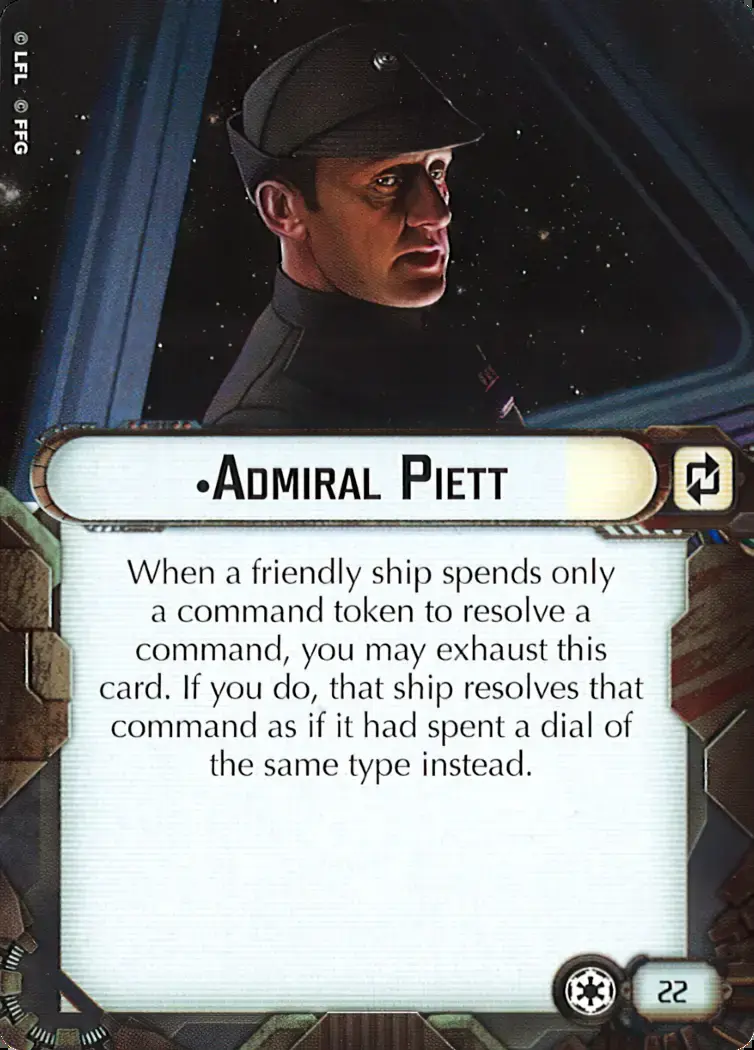 © LFL © FFG
•ADMIRAL PIETT
When a friendly ship spends only
a command token to resolve a
command, you may exhaust this
card. If you do, that ship resolves that
command as if it had spent a dial of
the same type instead.
22